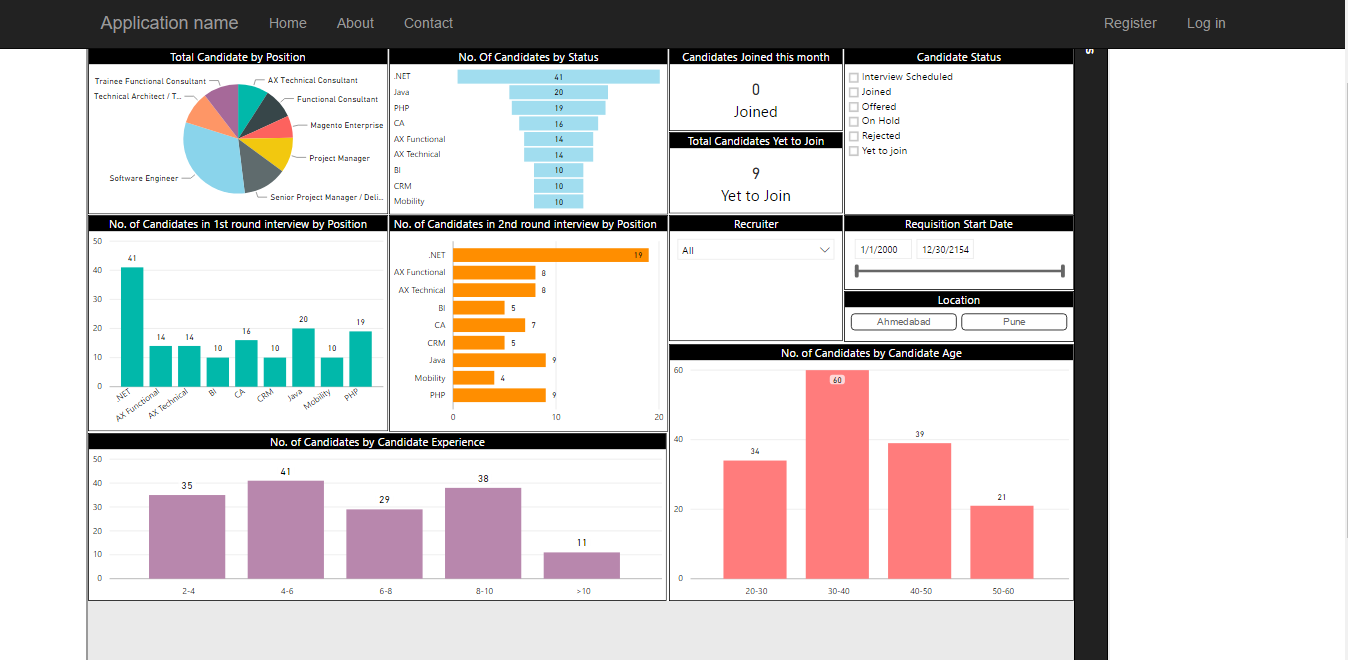 Application name Home About Contact Register Log in
Total Candidate by Position
Trainee Functional Consultant
AX Technical Consultant
Technical Architect / T...
Functional Consultant
Magento Enterprise
Project Manager
Software Engineer
Senior Project Manager / Deli...
No. Of Candidates by Status
.NET 41
Java 20
PHP 19
CA 16
AX Functional 14
AX Technical 14
BI 10
CRM 10
Mobility 10
Candidates Joined this month
0
Joined
Total Candidates Yet to Join
9
Yet to Join
Candidate Status
Interview Scheduled
Joined
Offered
On Hold
Rejected
Yet to join
No. of Candidates in 1st round interview by Position
50
40
30
20
10
0
41 14 14 10 16 10 20 10 19
.NET AX Functional AX Technical BI CA CRM Java Mobility PHP
No. of Candidates in 2nd round interview by Position
.NET 19
AX Functional 8
AX Technical 8
BI 5
CA 7
CRM 5
Java 9
Mobility 4
PHP 9
0 10 20
Recruiter
All
Requisition Start Date
1/1/2000 12/30/2154
Location
Ahmedabad Pune
No. of Candidates by Candidate Experience
50
40
30
20
10
0
35 41 29 38 11
2-4 4-6 6-8 8-10 >10
No. of Candidates by Candidate Age
60
40
20
0
34 60 39 21
20-30 30-40 40-50 50-60